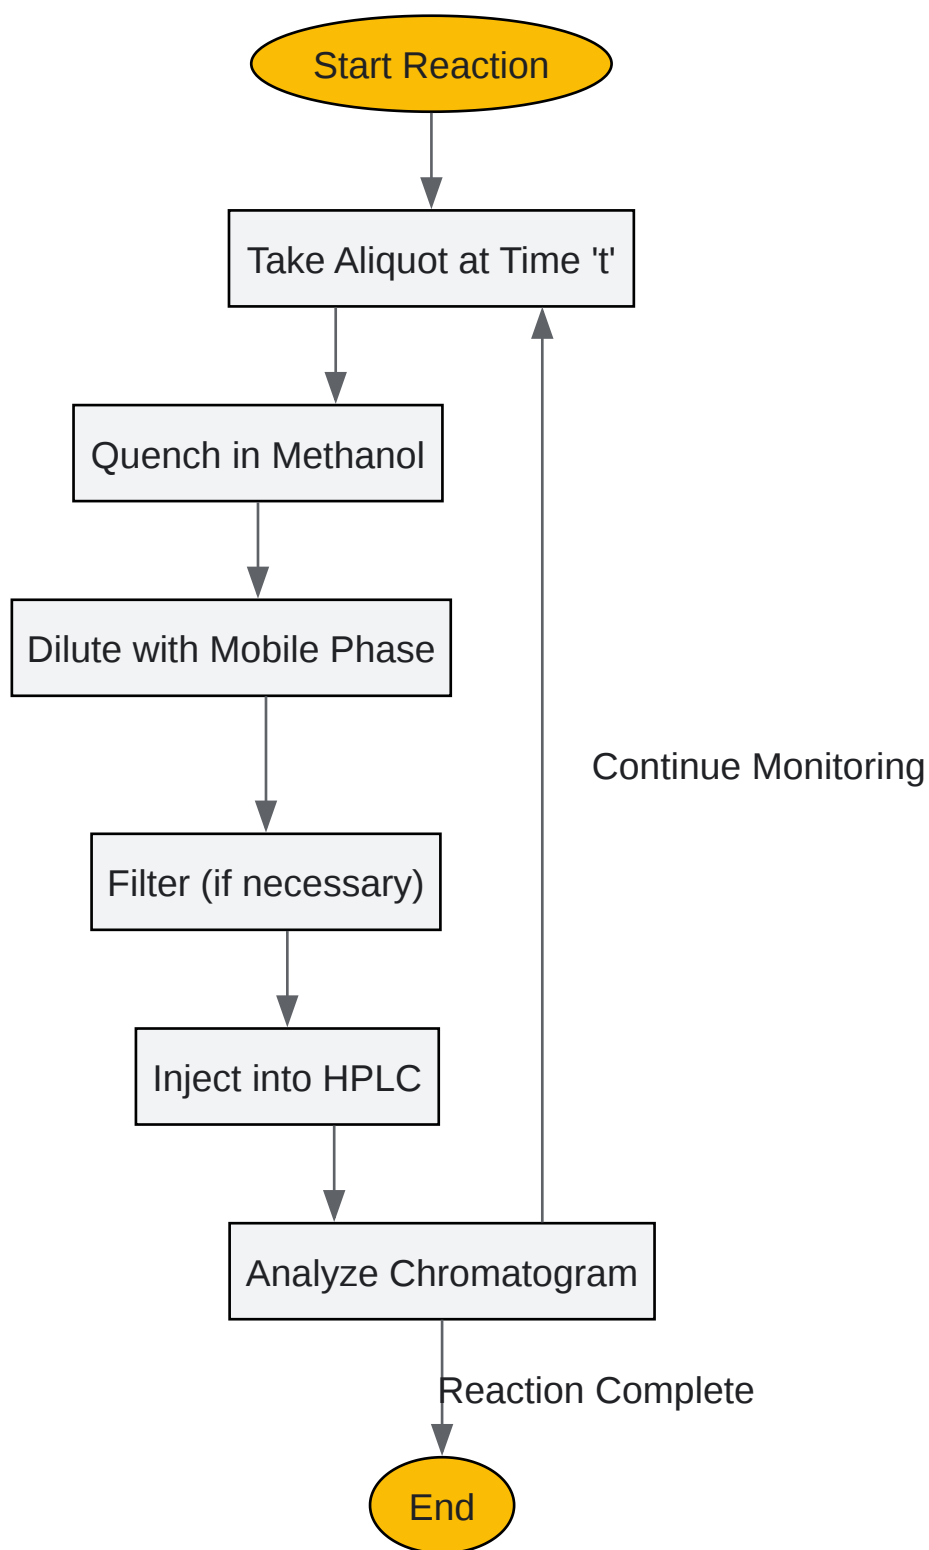 Start Reaction
Take Aliquot at Time 't'
Quench in Methanol
Dilute with Mobile Phase
Continue Monitoring
Filter (if necessary)
Inject into HPLC
Analyze Chromatogram
Reaction Complete
End